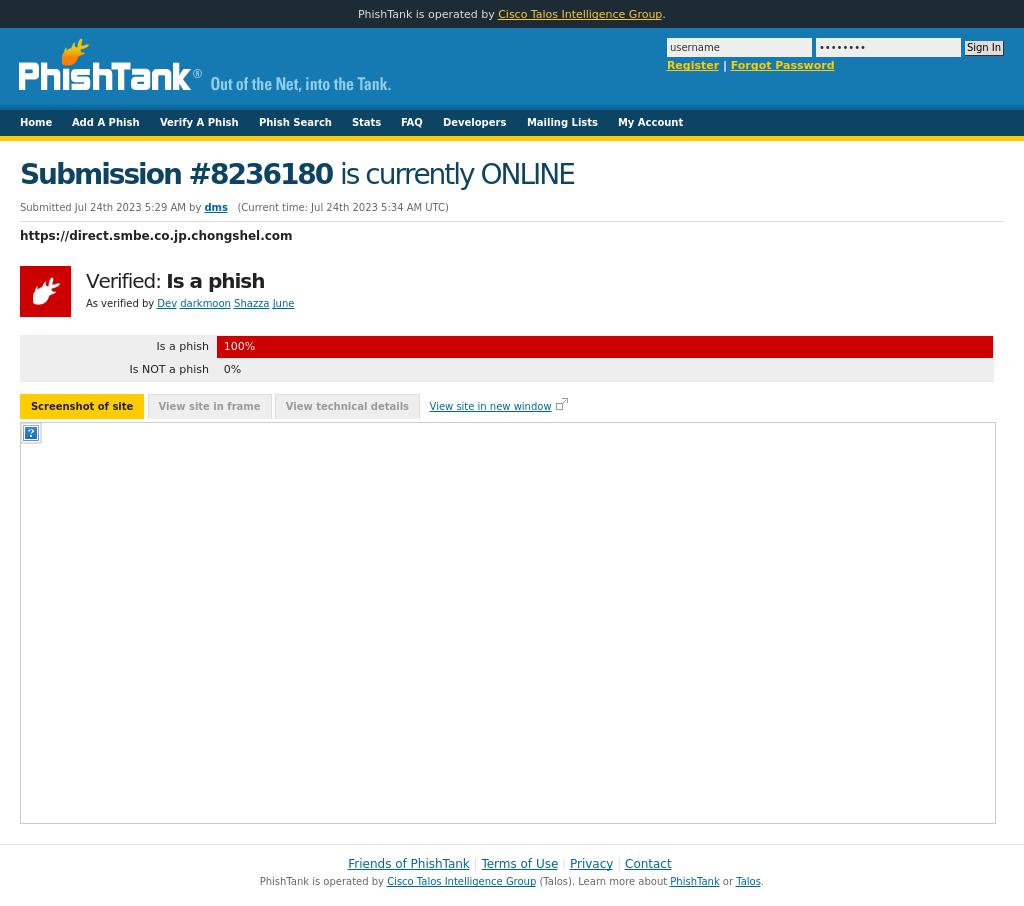 PhishTank is operated by Cisco Talos Intelligence Group.
PhishTank® Out of the Net, into the Tank.
username •••••••• Sign In
Register | Forgot Password
Home Add A Phish Verify A Phish Phish Search Stats FAQ Developers Mailing Lists My Account
Submission #8236180 is currently ONLINE
Submitted Jul 24th 2023 5:29 AM by dms (Current time: Jul 24th 2023 5:34 AM UTC)
https://direct.smbe.co.jp.chongshel.com
Verified: Is a phish
As verified by Dev darkmoon Shazza June
Is a phish 100%
Is NOT a phish 0%
Screenshot of site View site in frame View technical details View site in new window
?
Friends of PhishTank | Terms of Use | Privacy | Contact
PhishTank is operated by Cisco Talos Intelligence Group (Talos). Learn more about PhishTank or Talos.